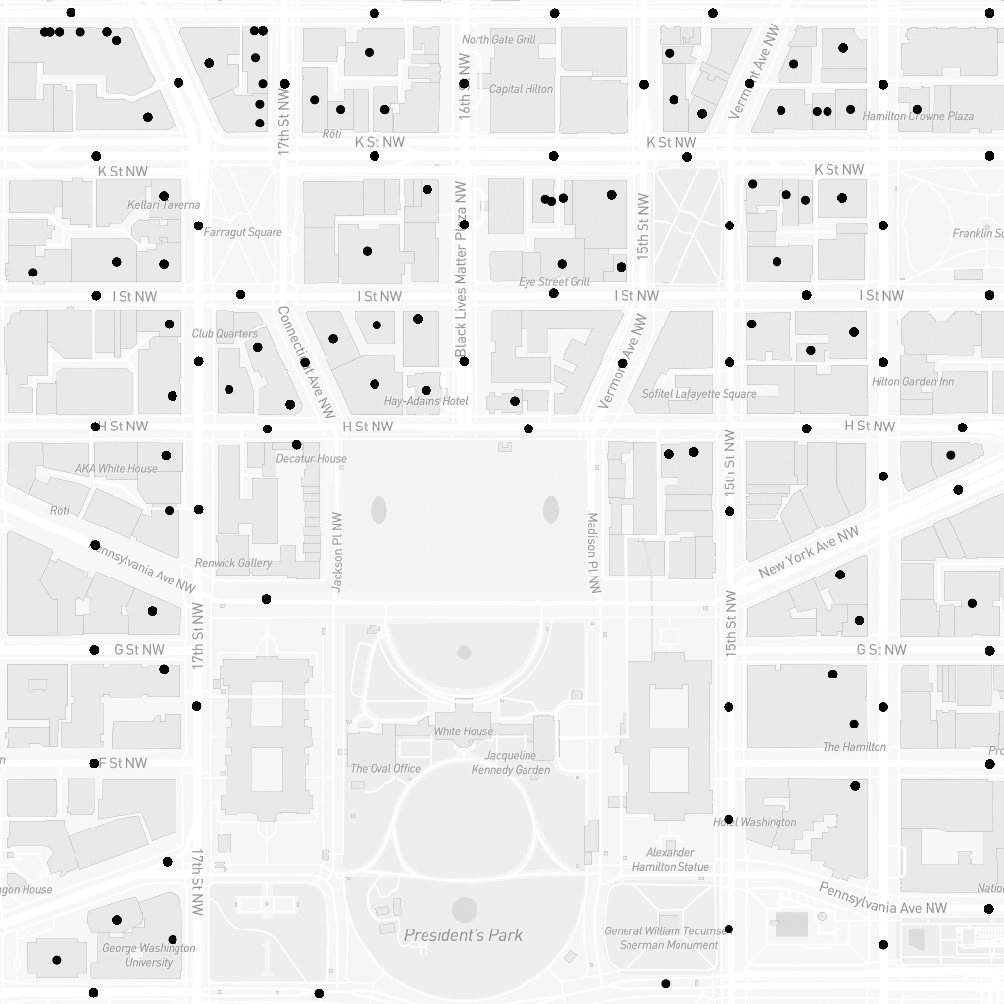 North Gate Grill
16th St NW
Vermont Ave NW
Capital Hilton
17th St NW
Röti
Hamilton Crowne Plaza
K St NW
K St NW
K St NW
K St NW
Kellari Taverna
Farragut Square
Black Lives Matter Plaza NW
15th St NW
Franklin Sq
Eye Street Grill
I St NW
I St NW
I St NW
I St NW
Connecticut Ave NW
Club Quarters
Vermont Ave NW
Hilton Garden Inn
Hay-Adams Hotel
Sofitel Lafayette Square
H St NW
H St NW
H St NW
Decatur House
AKA White House
15th St NW
Roti
Jackson Pl NW
Madison Pl NW
New York Ave NW
Pennsylvania Ave NW
Renwick Gallery
17th St NW
15th St NW
G St NW
G St NW
White House
The Hamilton
Jacqueline
Kennedy Garden
The Oval Office
F St NW
Hotel Washington
Alexander
Hamilton Statue
17th St NW
agon House
Pennsylvania Ave NW
Natio
General William Tecumse
Sherman Monument
President's Park
George Washington
University